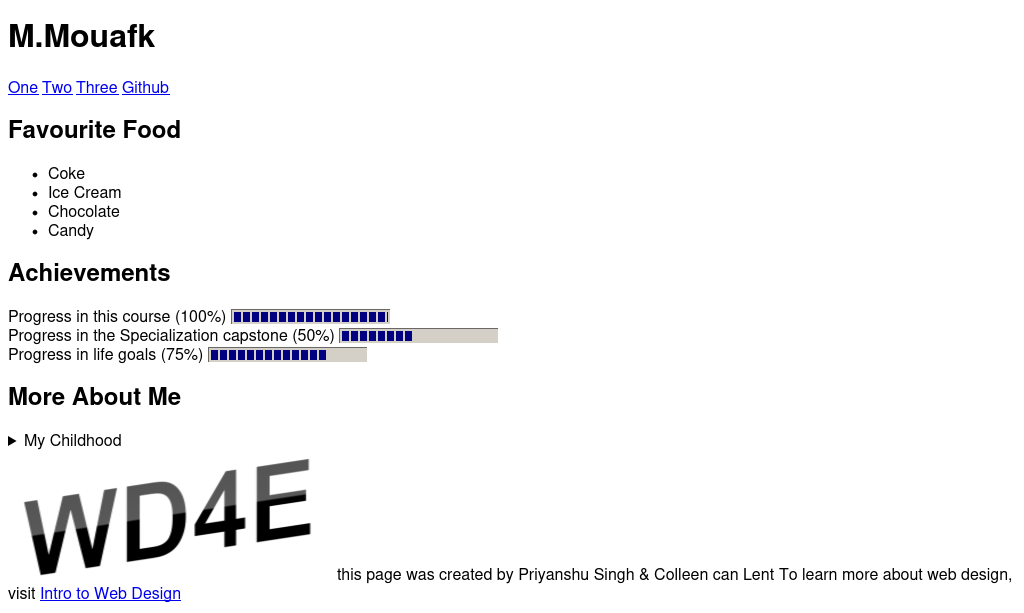 M.Mouafk
One Two Three Github
Favourite Food
Coke
Ice Cream
Chocolate
Candy
Achievements
Progress in this course (100%)
Progress in the Specialization capstone (50%)
Progress in life goals (75%)
More About Me
My Childhood
WD4E
this page was created by Priyanshu Singh & Colleen can Lent To learn more about web design,
visit Intro to Web Design